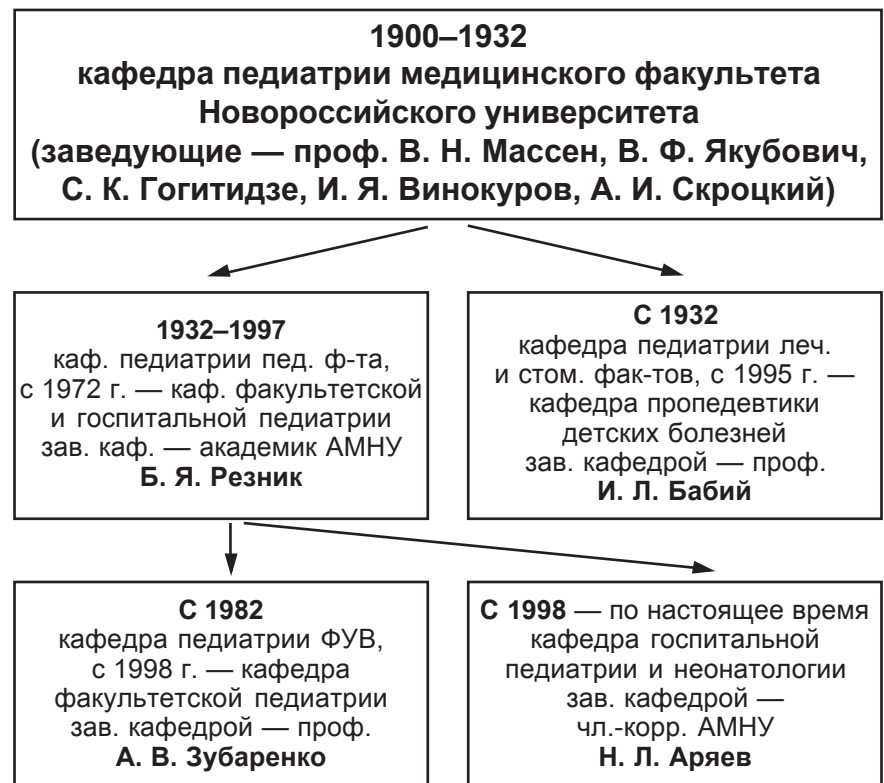 1900–1932
кафедра педиатрии медицинского факультета
Новороссийского университета
(заведующие — проф. В. Н. Массен, В. Ф. Якубович,
С. К. Гогитидзе, И. Я. Винокуров, А. И. Скроцкий)
1932–1997
каф. педиатрии пед. ф-та,
с 1972 г. — каф. факультетской
и госпитальной педиатрии
зав. каф. — академик АМНУ
Б. Я. Резник
С 1932
кафедра педиатрии леч.
и стом. фак-тов, с 1995 г. —
кафедра пропедевтики
детских болезней
зав. кафедрой — проф.
И. Л. Бабий
С 1982
кафедра педиатрии ФУВ,
с 1998 г. — кафедра
факультетской педиатрии
зав. кафедрой — проф.
А. В. Зубаренко
С 1998 — по настоящее время
кафедра госпитальной
педиатрии и неонатологии
зав. кафедрой —
чл.-корр. АМНУ
Н. Л. Аряев